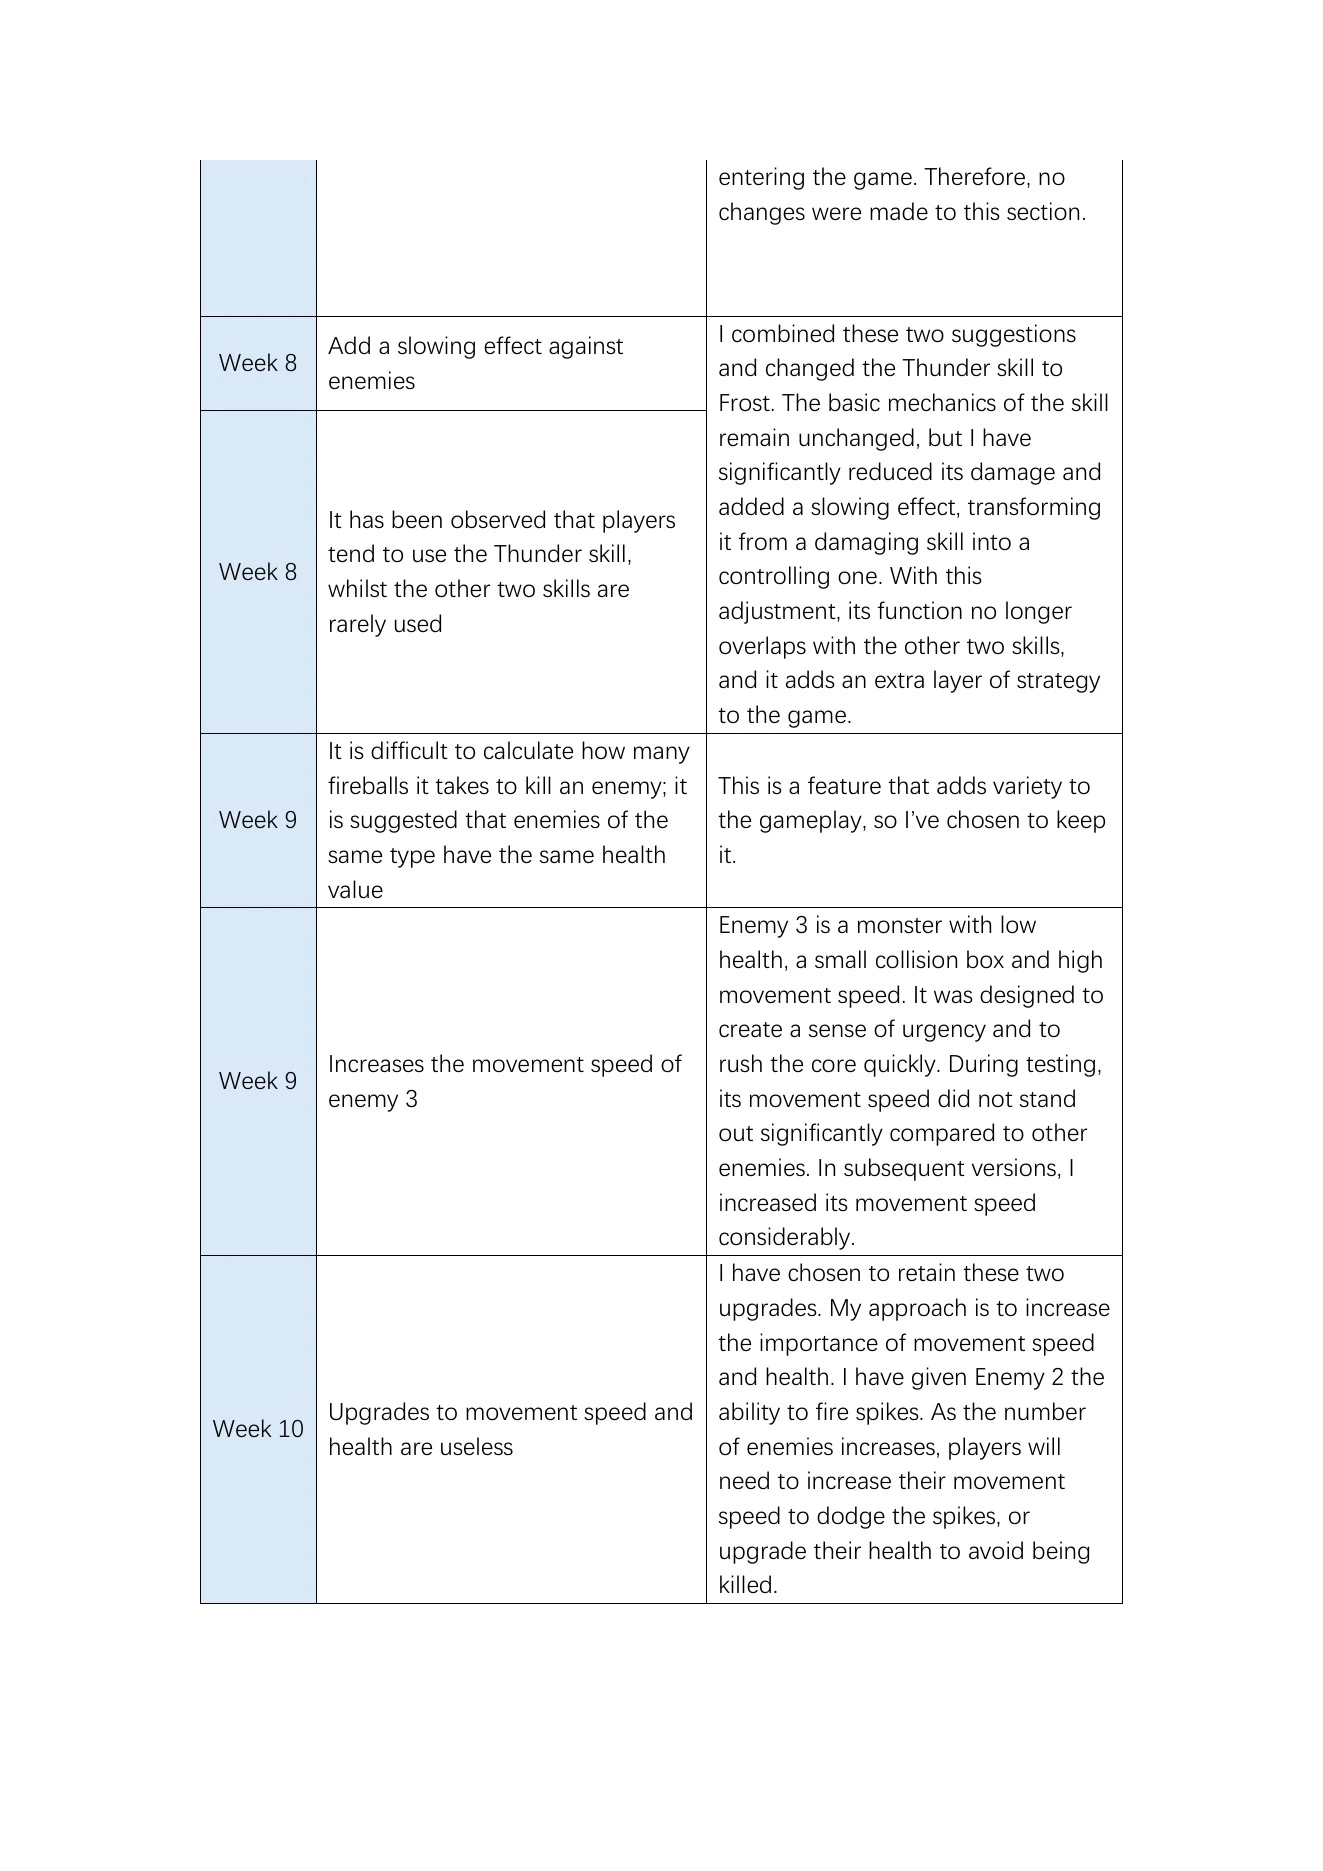 entering the game. Therefore, no
changes were made to this section.
Week 8
Add a slowing effect against
enemies
I combined these two suggestions
and changed the Thunder skill to
Frost. The basic mechanics of the skill
remain unchanged, but I have
significantly reduced its damage and
added a slowing effect, transforming
it from a damaging skill into a
controlling one. With this
adjustment, its function no longer
overlaps with the other two skills,
and it adds an extra layer of strategy
to the game.
Week 8
It has been observed that players
tend to use the Thunder skill,
whilst the other two skills are
rarely used
Week 9
It is difficult to calculate how many
fireballs it takes to kill an enemy; it
is suggested that enemies of the
same type have the same health
value
This is a feature that adds variety to
the gameplay, so I’ve chosen to keep
it.
Week 9
Increases the movement speed of
enemy 3
Enemy 3 is a monster with low
health, a small collision box and high
movement speed. It was designed to
create a sense of urgency and to
rush the core quickly. During testing,
its movement speed did not stand
out significantly compared to other
enemies. In subsequent versions, I
increased its movement speed
considerably.
Week 10
Upgrades to movement speed and
health are useless
I have chosen to retain these two
upgrades. My approach is to increase
the importance of movement speed
and health. I have given Enemy 2 the
ability to fire spikes. As the number
of enemies increases, players will
need to increase their movement
speed to dodge the spikes, or
upgrade their health to avoid being
killed.